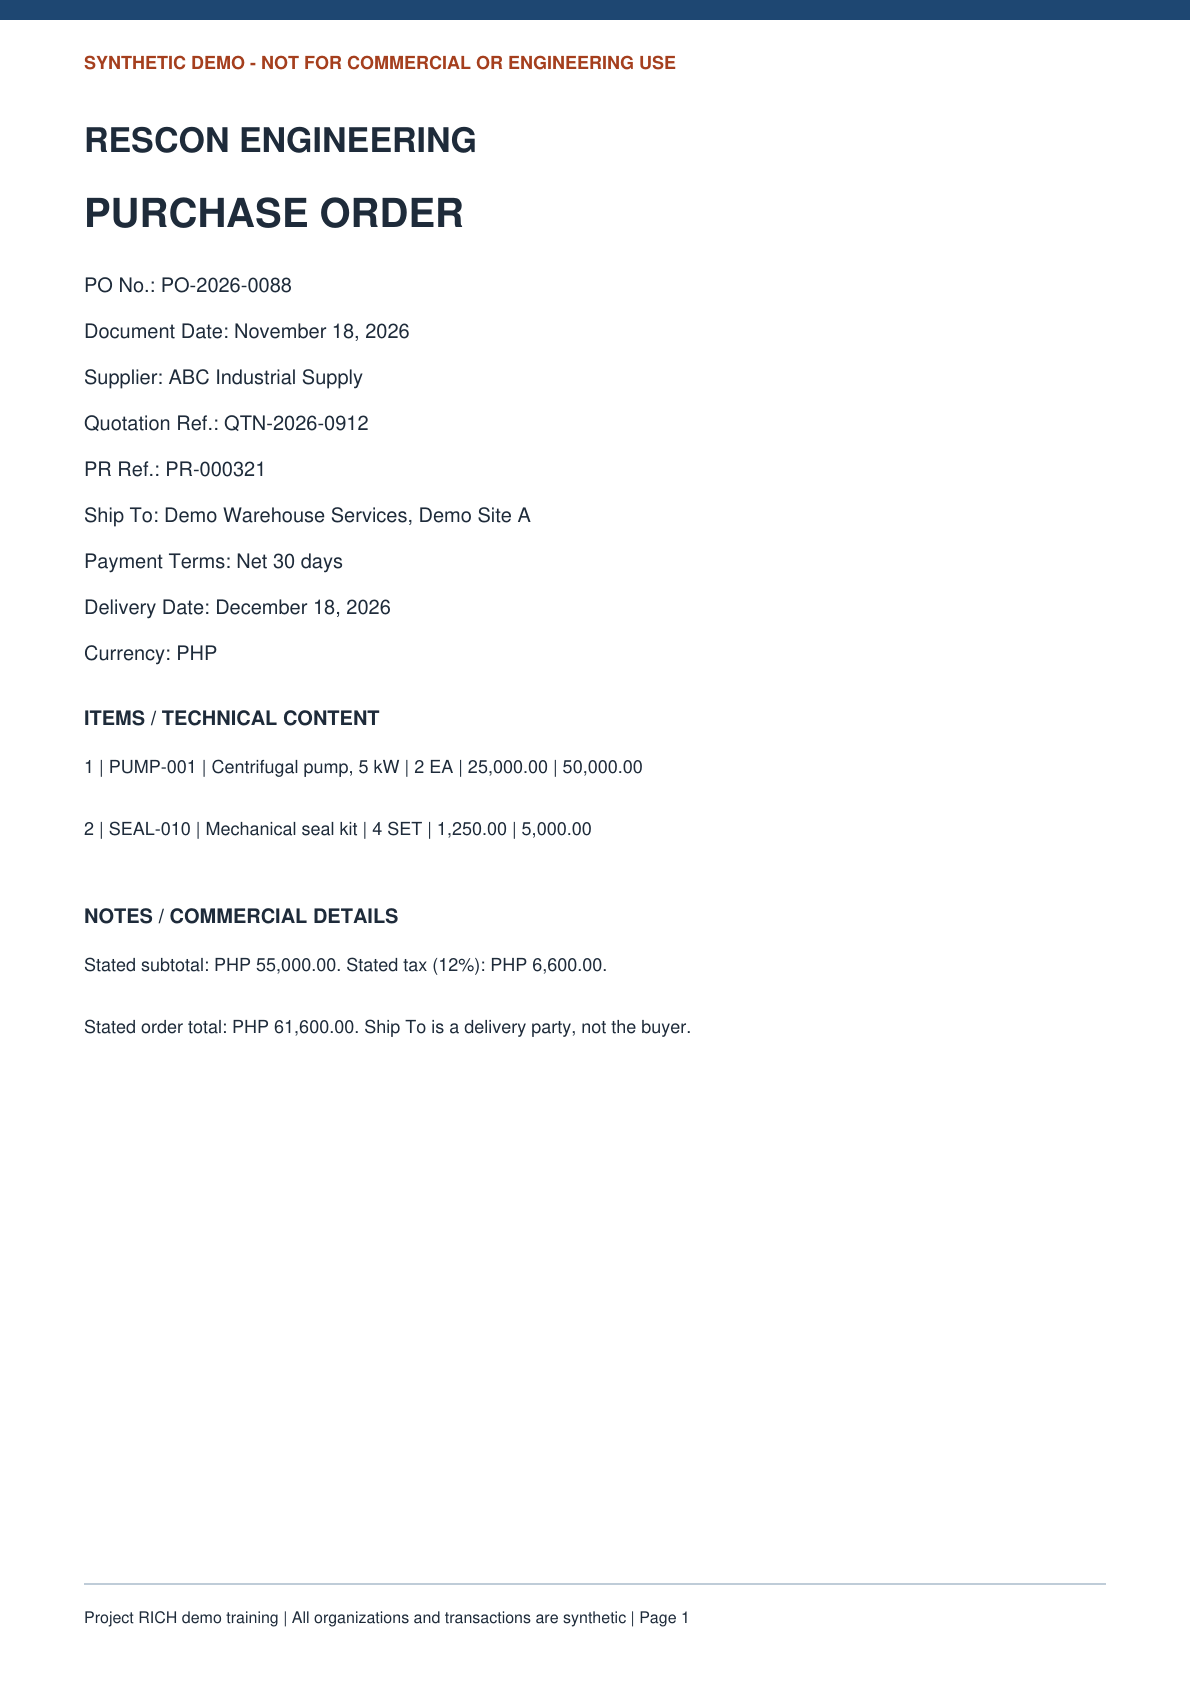 SYNTHETIC DEMO - NOT FOR COMMERCIAL OR ENGINEERING USE
RESCON ENGINEERING
PURCHASE ORDER
PO No.: PO-2026-0088
Document Date: November 18, 2026
Supplier: ABC Industrial Supply
Quotation Ref.: QTN-2026-0912
PR Ref.: PR-000321
Ship To: Demo Warehouse Services, Demo Site A
Payment Terms: Net 30 days
Delivery Date: December 18, 2026
Currency: PHP
ITEMS / TECHNICAL CONTENT
1 | PUMP-001 | Centrifugal pump, 5 kW | 2 EA | 25,000.00 | 50,000.00
2 | SEAL-010 | Mechanical seal kit | 4 SET | 1,250.00 | 5,000.00
NOTES / COMMERCIAL DETAILS
Stated subtotal: PHP 55,000.00. Stated tax (12%): PHP 6,600.00.
Stated order total: PHP 61,600.00. Ship To is a delivery party, not the buyer.
Project RICH demo training | All organizations and transactions are synthetic | Page 1